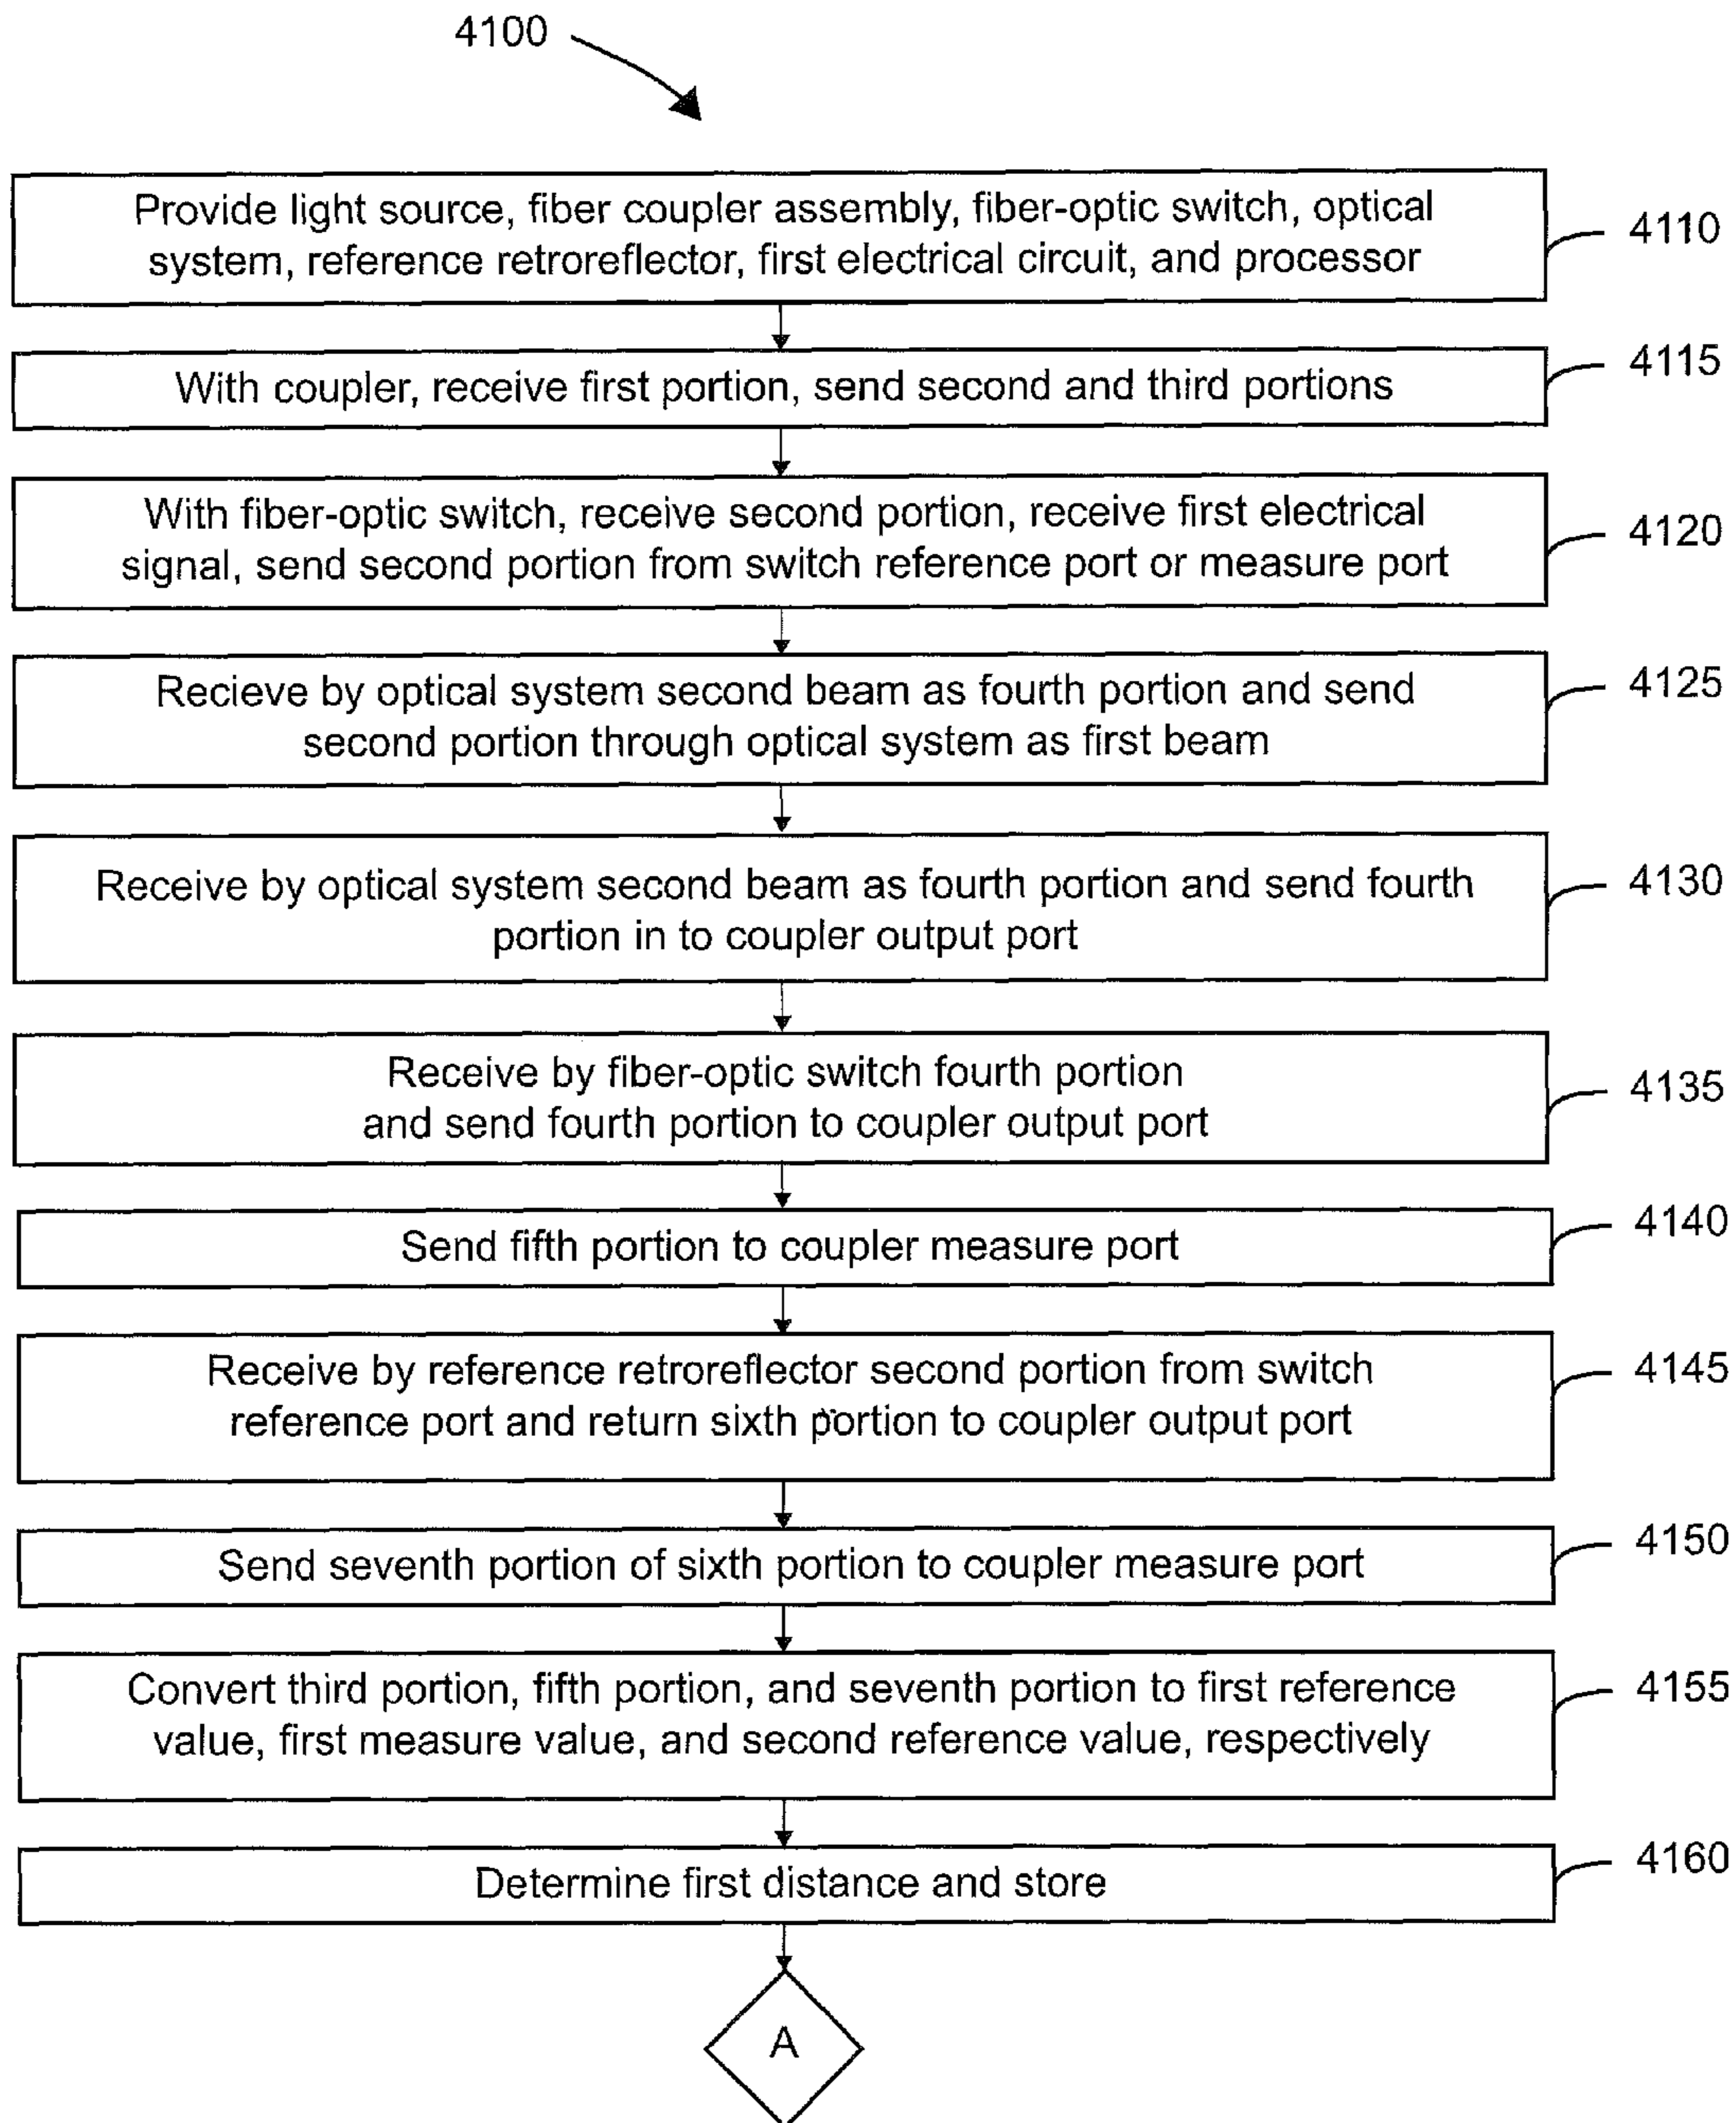 4100
Provide light source, fiber coupler assembly, fiber-optic switch, optical
system, reference retroreflector, first electrical circuit, and processor
4110
With coupler, receive first portion, send second and third portions
4115
With fiber-optic switch, receive second portion, receive first electrical
signal, send second portion from switch reference port or measure port
4120
Recieve by optical system second beam as fourth portion and send
second portion through optical system as first beam
4125
Receive by optical system second beam as fourth portion and send fourth
portion in to coupler output port
4130
Receive by fiber-optic switch fourth portion
and send fourth portion to coupler output port
4135
Send fifth portion to coupler measure port
4140
Receive by reference retroreflector second portion from switch
reference port and return sixth portion to coupler output port
4145
Send seventh portion of sixth portion to coupler measure port
4150
Convert third portion, fifth portion, and seventh portion to first reference
value, first measure value, and second reference value, respectively
4155
Determine first distance and store
4160
A